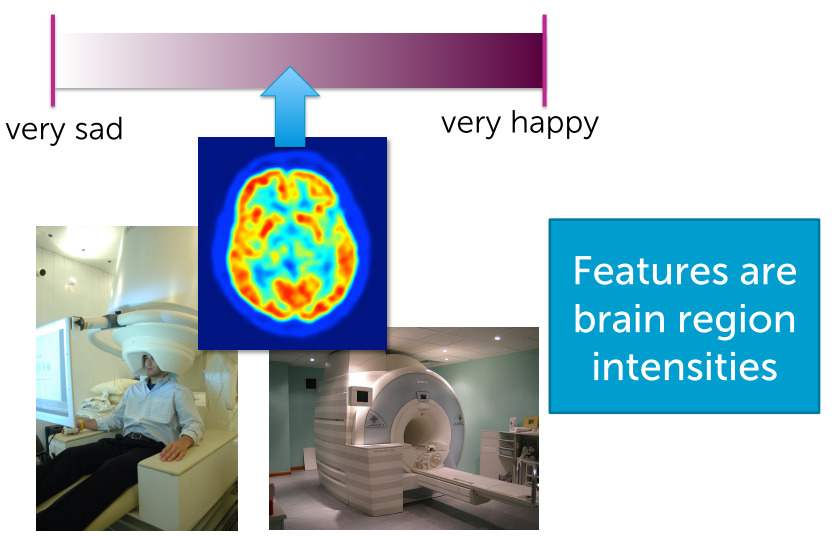 very sad
very happy
Features are
brain region
intensities